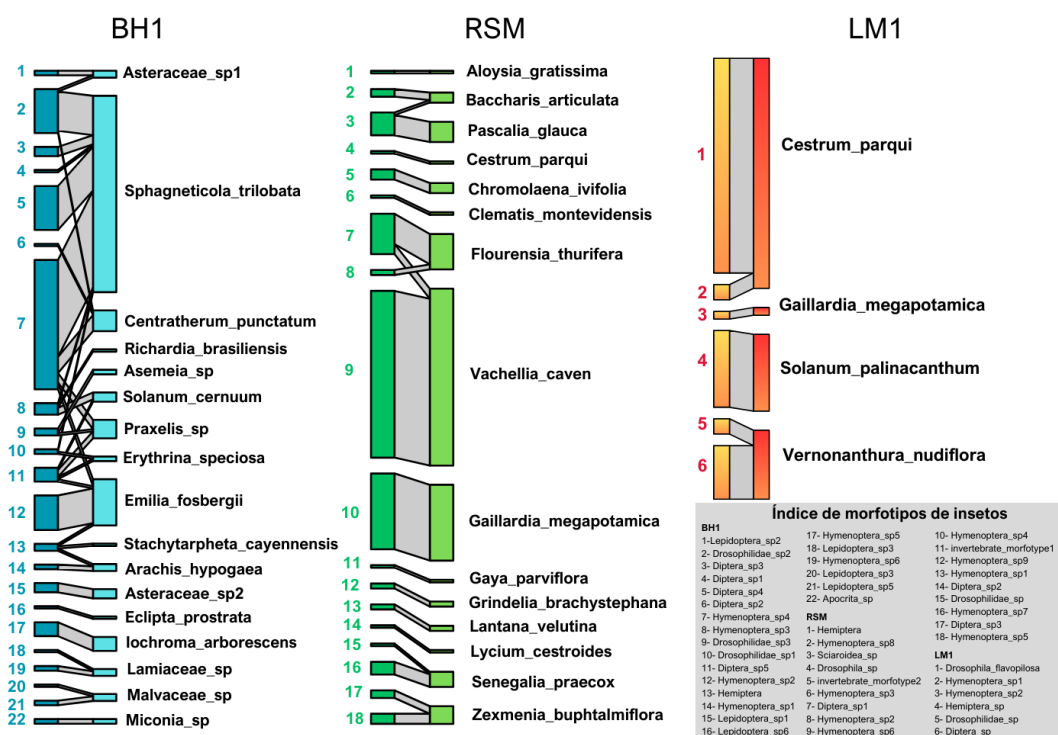 BH1
1
Asteraceae_sp1
2
3
4
Sphagneticola_trilobata
5
6
7
Centratherum_punctatum
Richardia_brasiliensis
Asemeia_sp
Solanum_cernuum
8
Praxelis_sp
9
10
Erythrina_speciosa
11
Emilia_fosbergii
12
13
Stachytarpheta_cayennensis
14
Arachis_hypogaea
15
Asteraceae_sp2
16
Eclipta_prostrata
17
Iochroma_arborescens
18
19
Lamiaceae_sp
20
Malvaceae_sp
21
22
Miconia_sp
RSM
1
Aloysia_gratissima
2
Baccharis_articulata
3
Pascalia_glauca
4
Cestrum_parqui
5
Chromolaena_ivifolia
6
Clematis_montevidensis
7
Flourensia_thurifera
8
9
Vachellia_caven
10
Gaillardia_megapotamica
11
Gaya_parviflora
12
Grindelia_brachystephana
13
Lantana_velutina
14
15
Lycium_cestroides
16
Senegalia_praecox
17
Zexmenia_buphtalmiflora
18
LM1
1
Cestrum_parqui
2
Gaillardia_megapotamica
3
4
Solanum_palinacanthum
5
Vernonanthura_nudiflora
6
Índice de morfotipos de insetos
BH1
1-Lepidoptera_sp2
2- Drosophilidae_sp2
3- Diptera_sp3
4- Diptera_sp1
5- Diptera_sp4
6- Diptera_sp2
7- Hymenoptera_sp4
8- Hymenoptera_sp3
9- Drosophilidae_sp3
10- Drosophilidae_sp1
11- Diptera_sp5
12- Hymenoptera_sp2
13- Hemiptera
14- Hymenoptera_sp1
15- Lepidoptera_sp1
16- Lepidoptera_sp6
17- Hymenoptera_sp5
18- Lepidoptera_sp3
19- Hymenoptera_sp6
20- Lepidoptera_sp3
21- Lepidoptera_sp5
22- Apocrita_sp
RSM
1- Hemiptera
2- Hymenoptera_sp8
3- Sciaroidea_sp
4- Drosophila_sp
5- invertebrate_morfotype2
6- Hymenoptera_sp3
7- Diptera_sp1
8- Hymenoptera_sp2
9- Hymenoptera_sp6
10- Hymenoptera_sp4
11- invertebrate_morfotype1
12- Hymenoptera_sp9
13- Hymenoptera_sp1
14- Diptera_sp2
15- Drosophilidae_sp
16- Hymenoptera_sp7
17- Diptera_sp3
18- Hymenoptera_sp5
LM1
1- Drosophila_flavopilosa
2- Hymenoptera_sp1
3- Hymenoptera_sp2
4- Hemiptera_sp
5- Drosophilidae_sp
6- Diptera_sp